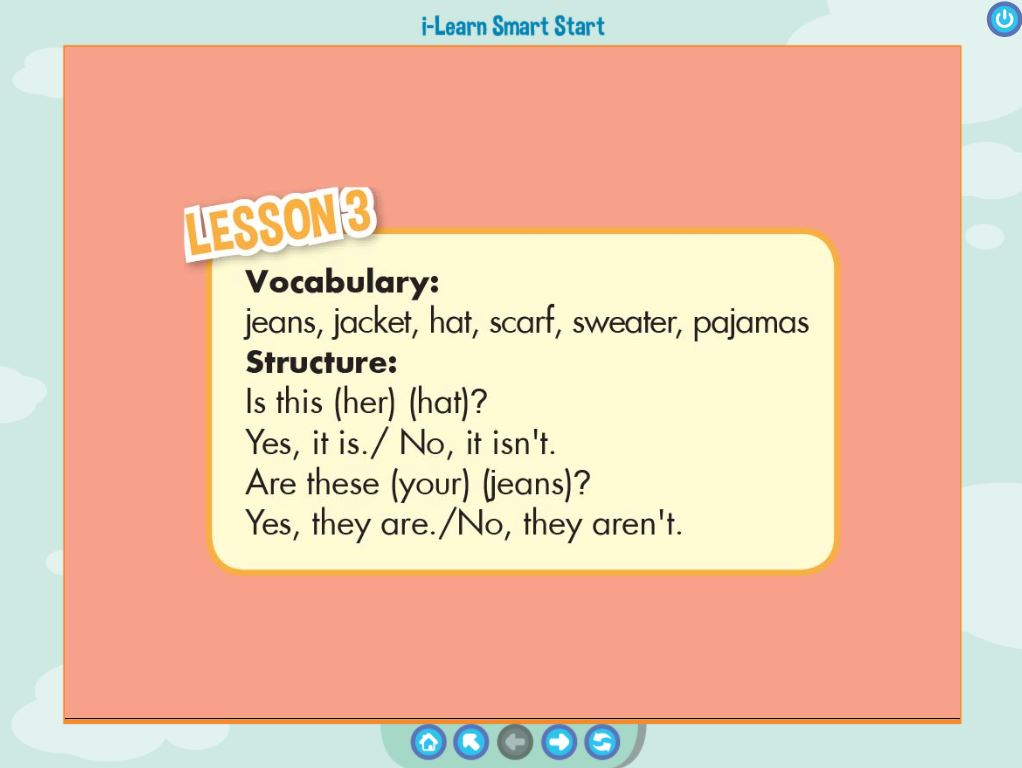 i-Learn Smart Start
LESSON 3
Vocabulary:
jeans, jacket, hat, scarf, sweater, pajamas
Structure:
Is this (her) (hat)?
Yes, it is./ No, it isn't.
Are these (your) (jeans)?
Yes, they are./No, they aren't.